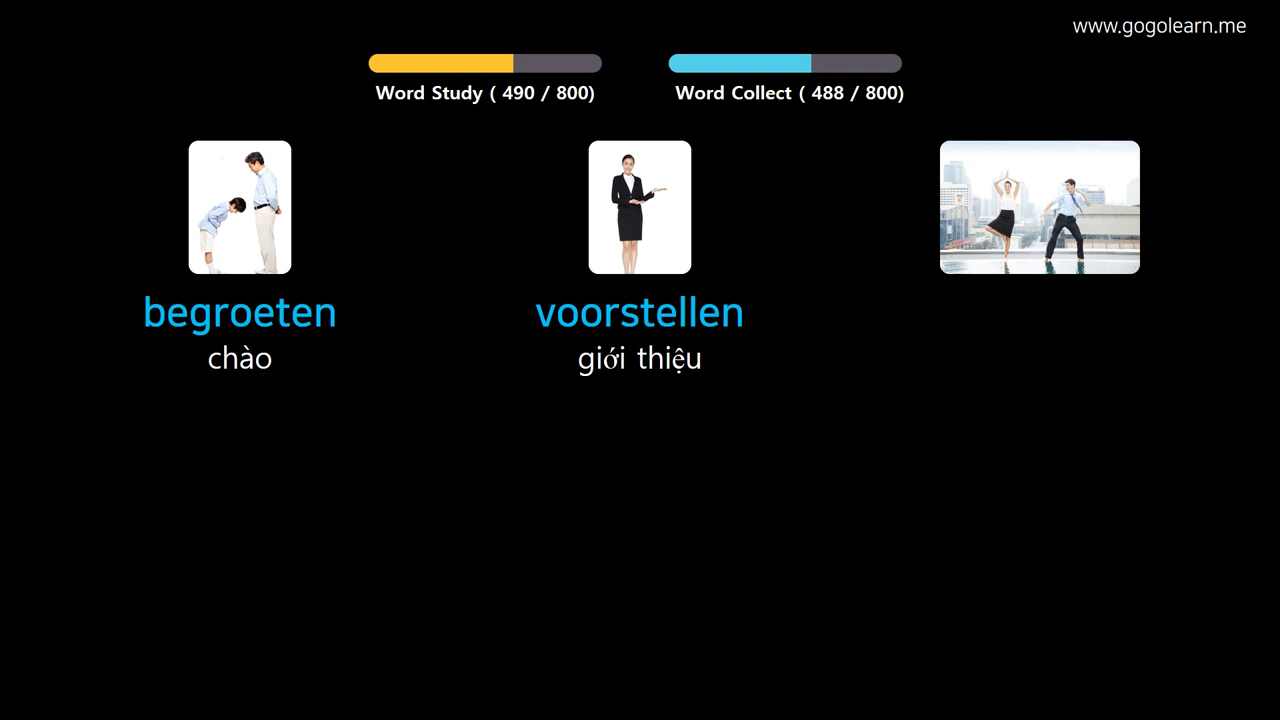 www.gogolearn.me
Word Study ( 490 / 800)
Word Collect ( 488 / 800)
begroeten
voorstellen
chào
giới thiệu